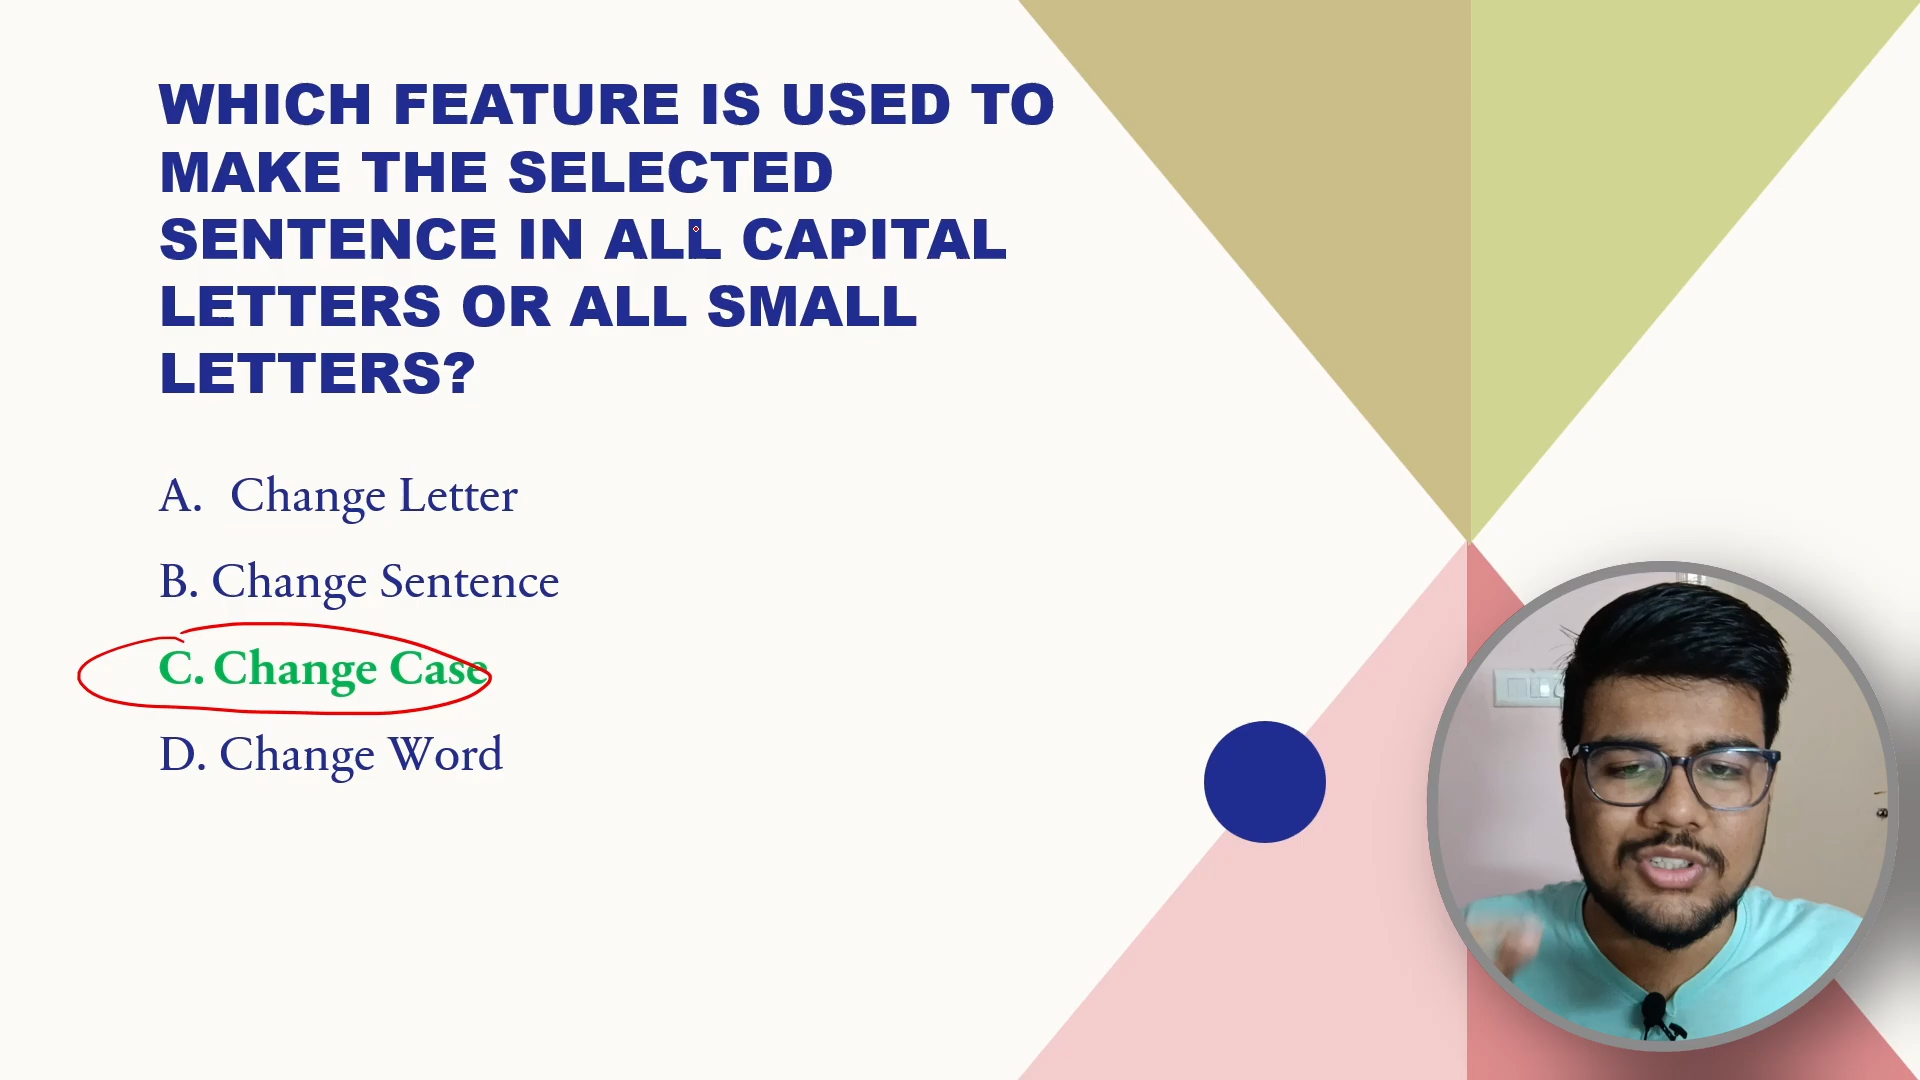 WHICH FEATURE IS USED TO
MAKE THE SELECTED
SENTENCE IN ALL CAPITAL
LETTERS OR ALL SMALL
LETTERS?
A. Change Letter
B. Change Sentence
C. Change Case
D. Change Word